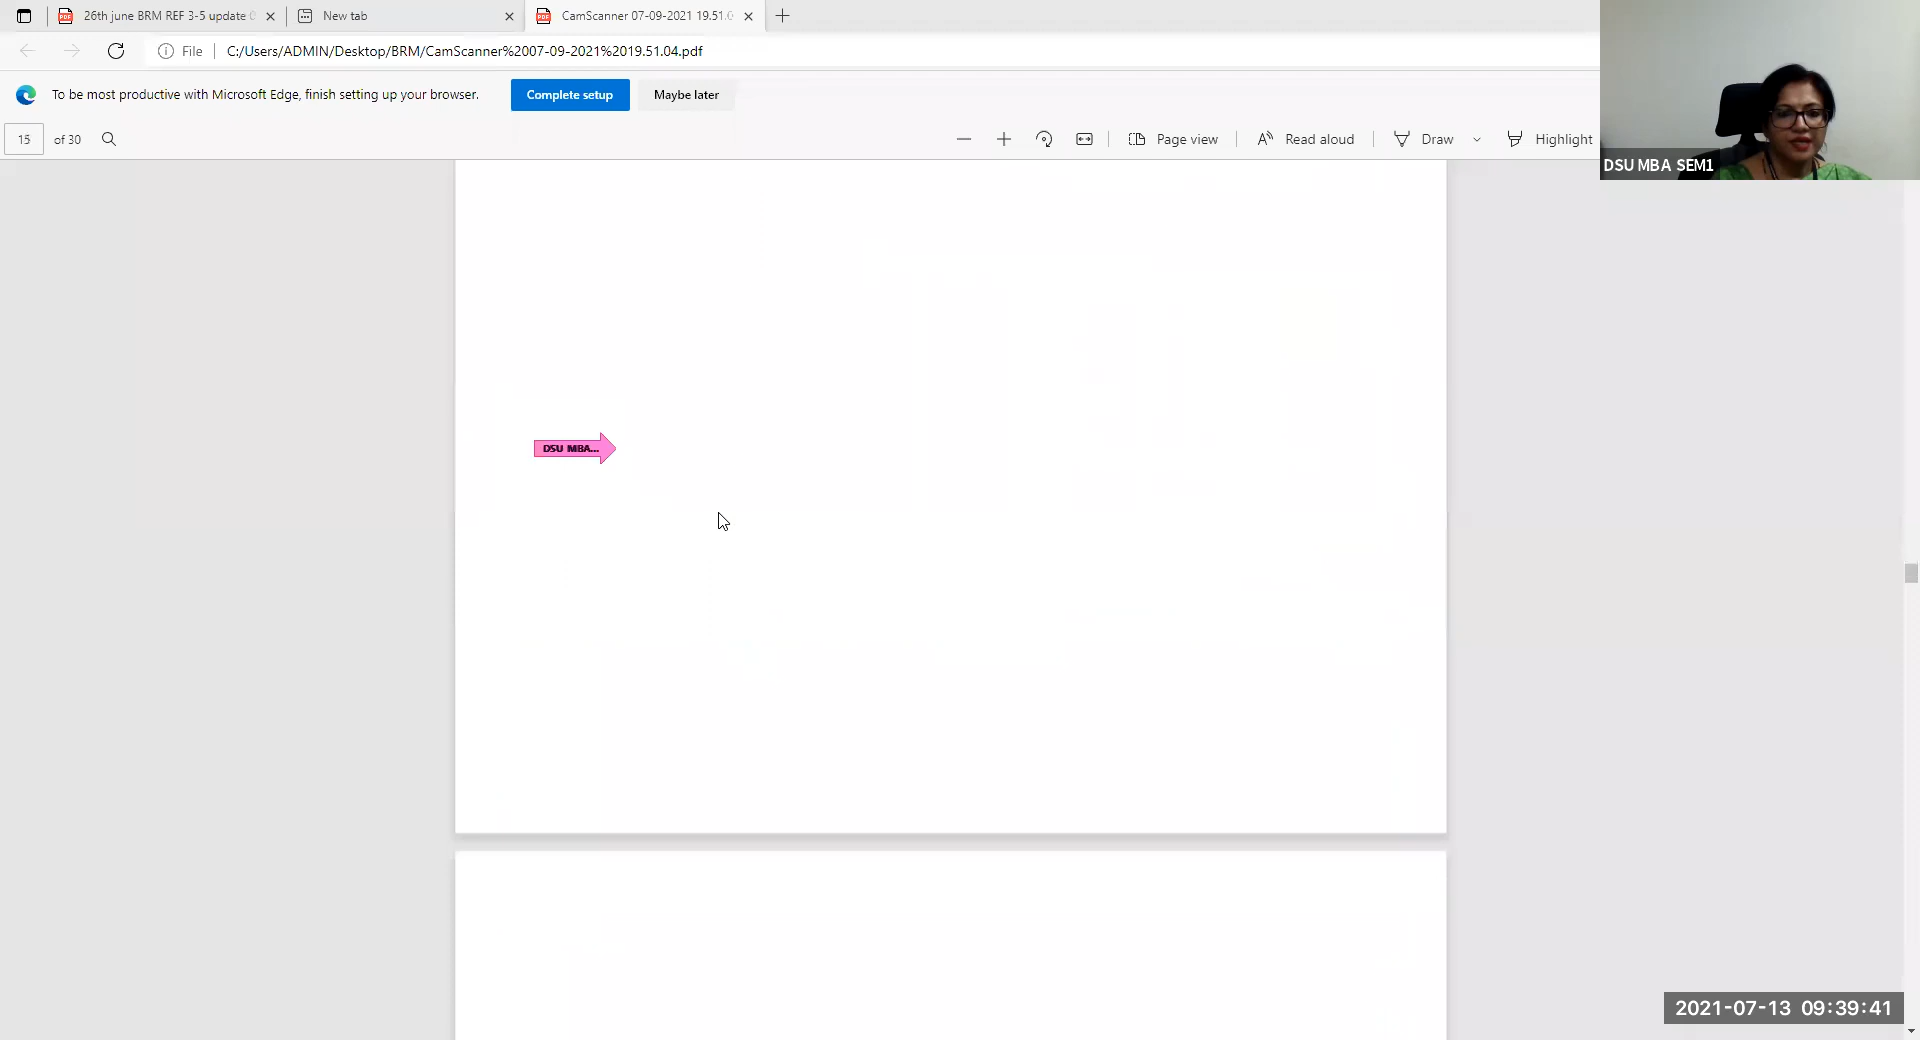 26th june BRM REF 3-5 update
New tab
CamScanner 07-09-2021 19.51.0
File
C:/Users/ADMIN/Desktop/BRM/CamScanner%2007-09-2021%2019.51.04.pdf
To be most productive with Microsoft Edge, finish setting up your browser.
Complete setup
Maybe later
15 of 30
Page view
Read aloud
Draw
Highlight
DSU MBA SEM1
DSU MBA...
2021-07-13 09:39:41